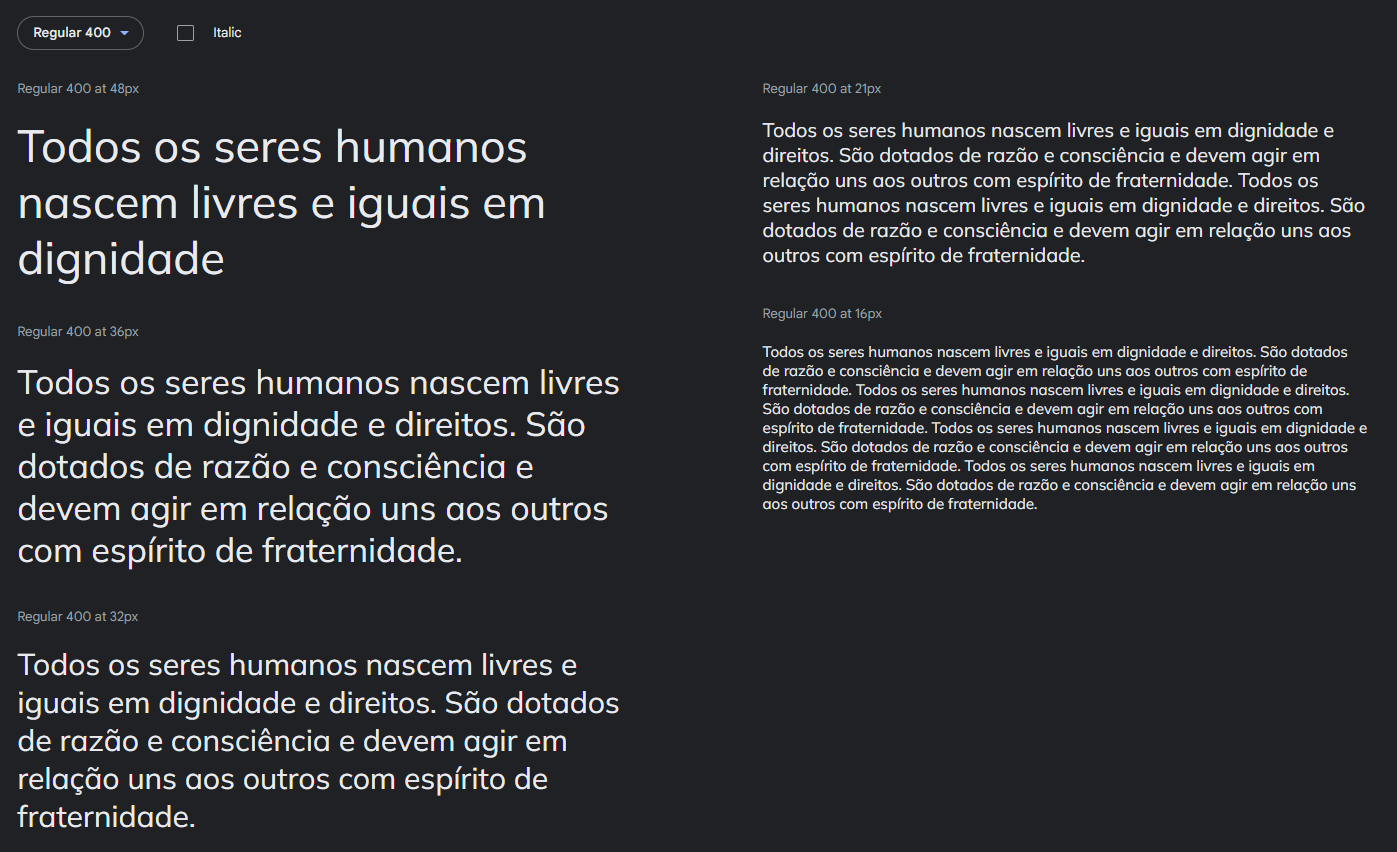 Regular 400
Italic
Regular 400 at 48px
Todos os seres humanos
nascem livres e iguais em
dignidade
Regular 400 at 36px
Todos os seres humanos nascem livres
e iguais em dignidade e direitos. São
dotados de razão e consciência e
devem agir em relação uns aos outros
com espírito de fraternidade.
Regular 400 at 32px
Todos os seres humanos nascem livres e
iguais em dignidade e direitos. São dotados
de razão e consciência e devem agir em
relação uns aos outros com espírito de
fraternidade.
Regular 400 at 21px
Todos os seres humanos nascem livres e iguais em dignidade e
direitos. São dotados de razão e consciência e devem agir em
relação uns aos outros com espírito de fraternidade. Todos os
seres humanos nascem livres e iguais em dignidade e direitos. São
dotados de razão e consciência e devem agir em relação uns aos
outros com espírito de fraternidade.
Regular 400 at 16px
Todos os seres humanos nascem livres e iguais em dignidade e direitos. São dotados
de razão e consciência e devem agir em relação uns aos outros com espírito de
fraternidade. Todos os seres humanos nascem livres e iguais em dignidade e direitos.
São dotados de razão e consciência e devem agir em relação uns aos outros com
espírito de fraternidade. Todos os seres humanos nascem livres e iguais em dignidade e
direitos. São dotados de razão e consciência e devem agir em relação uns aos outros
com espírito de fraternidade. Todos os seres humanos nascem livres e iguais em
dignidade e direitos. São dotados de razão e consciência e devem agir em relação uns
aos outros com espírito de fraternidade.